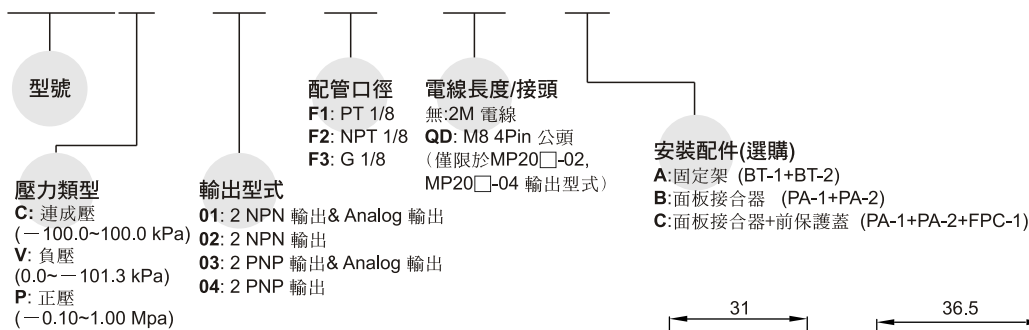 型號
壓力類型
C: 連成壓
(－100.0~100.0 kPa)
V: 負壓
(0.0~－101.3 kPa)
P: 正壓
(－0.10~1.00 Mpa)
輸出型式
01: 2 NPN 輸出& Analog 輸出
02: 2 NPN 輸出
03: 2 PNP 輸出& Analog 輸出
04: 2 PNP 輸出
配管口徑
F1: PT 1/8
F2: NPT 1/8
F3: G 1/8
電線長度/接頭
無:2M 電線
QD: M8 4Pin 公頭
（僅限於MP20□-02,
MP20□-04 輸出型式）
安裝配件(選購)
A:固定架 (BT-1+BT-2)
B:面板接合器 (PA-1+PA-2)
C:面板接合器+前保護蓋 (PA-1+PA-2+FPC-1)
31
36.5